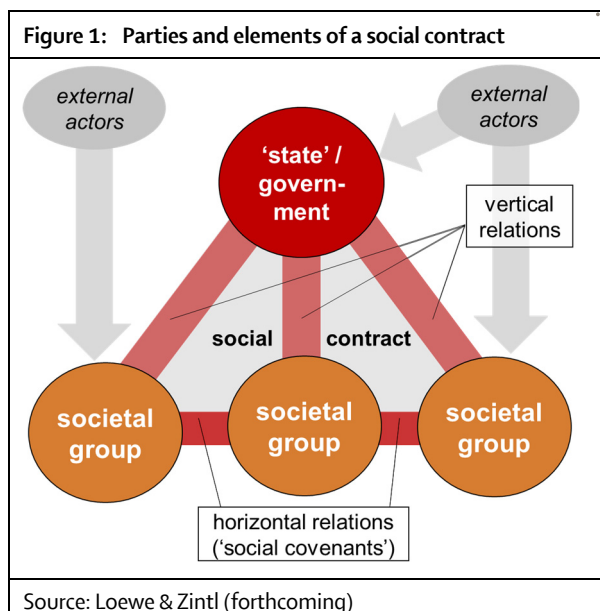 Figure 1: Parties and elements of a social contract
external
actors
external
actors
‘state’ /
govern-
ment
vertical
relations
social contract
societal
group
societal
group
societal
group
horizontal relations
(‘social covenants’)
Source: Loewe & Zintl (forthcoming)